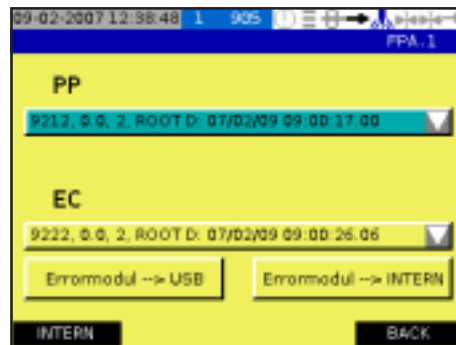 09-02-2007 12:38:48 1 905
FPA.1
PP
9212, 0.0, 2, ROOT D: 07/02/09 09:00:17.00
EC
9222, 0.0, 2, ROOT D: 07/02/09 09:00:26.06
Errormodul --> USB Errormodul --> INTERN
INTERN BACK